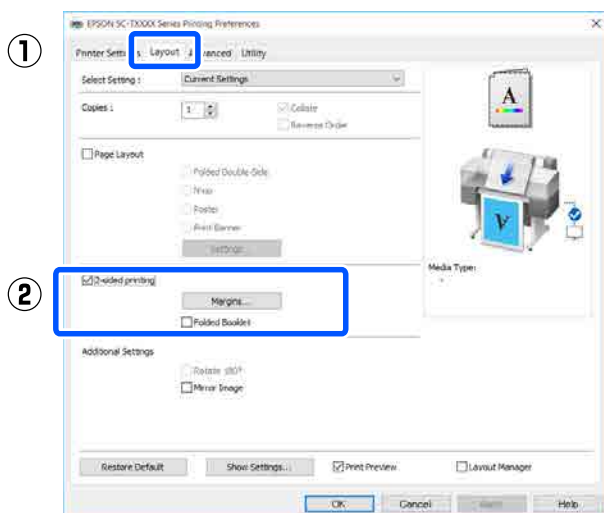 EPSON SC-TXXXX Series Printing Preferences
①
Layout
Utility
Select Setting :
Current Settings
Copies :
1
Collate
Reverse Order
Page Layout
Folded Double-Side
N-up
Poster
Print Banner
Settings...
②
2-sided printing
Margins...
Folded Booklet
Additional Settings
Rotate 180°
Mirror Image
A
A
Media Type:
Restore Default
Show Settings...
Print Preview
Layout Manager
OK
Cancel
Help